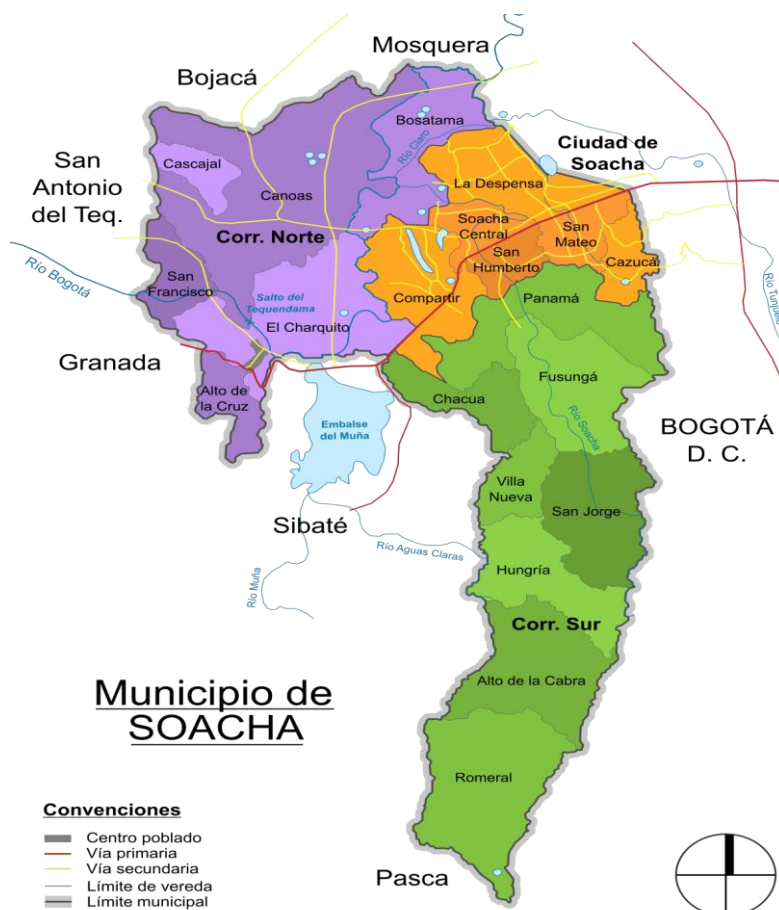 Mosquera
Bojacá
Bosatama
Río Claro
Ciudad de
Soacha
San
Antonio
del Teq.
Cascajal
Canoas
La Despensa
Corr. Norte
Soacha
Central
San
Mateo
San
Humberto
Cazucá
Río Bogotá
San
Francisco
Salto del
Tequendama
Compartir
Panamá
Río Tunjuelo
El Charquito
Granada
Alto de
la Cruz
Fusungá
Chacua
Embalse
del Muña
Río Soacha
BOGOTÁ
D. C.
Villa
Nueva
San Jorge
Sibaté
Río Aguas Claras
Río Muña
Hungría
Corr. Sur
Alto de la Cabra
Municipio de
SOACHA
Romeral
Convenciones
Centro poblado
Vía primaria
Vía secundaria
Límite de vereda
Límite municipal
Pasca